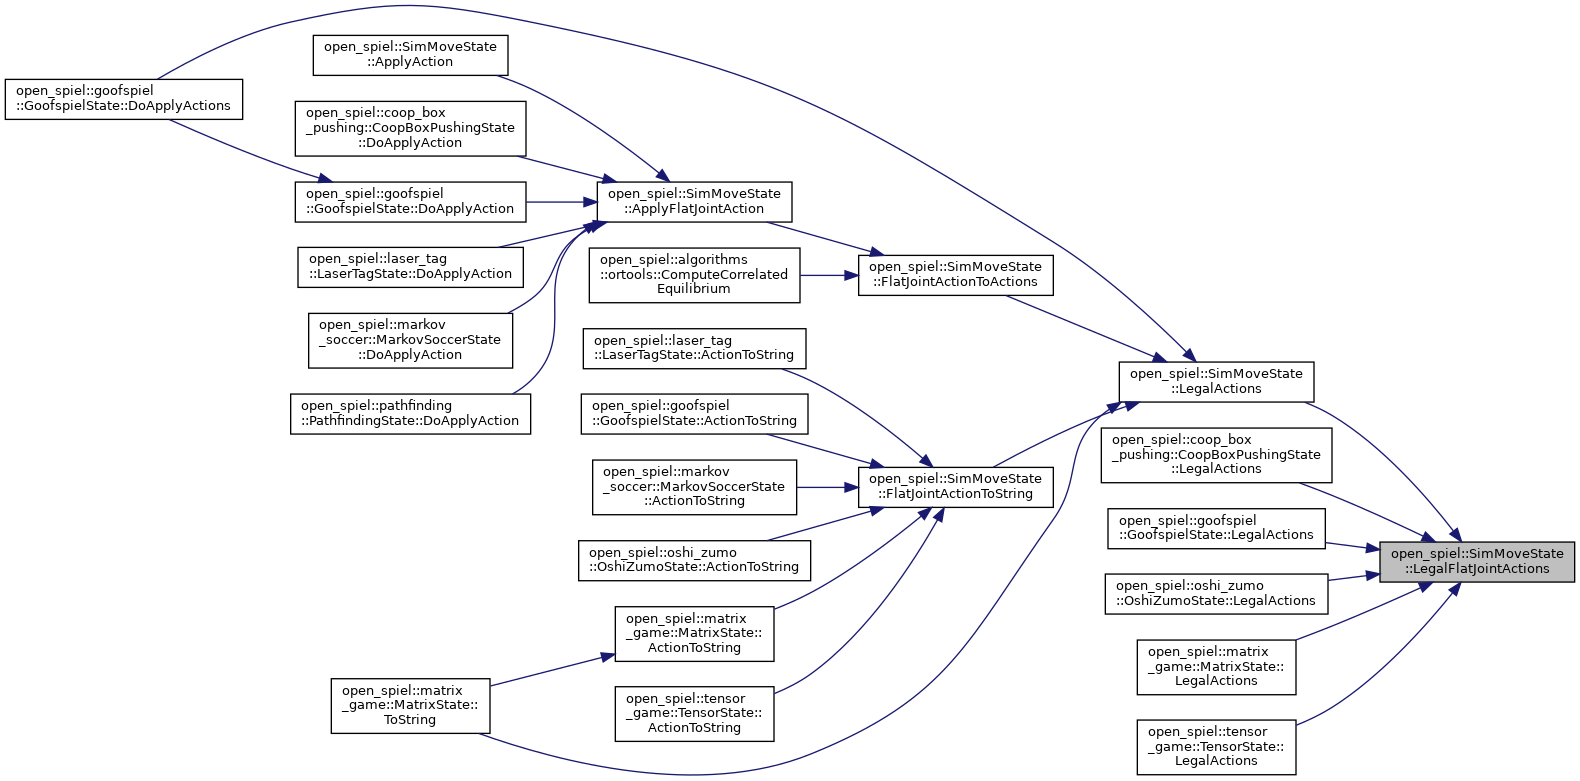 open_spiel::SimMoveState
::ApplyAction
open_spiel::goofspiel
::GoofspielState::DoApplyActions
open_spiel::coop_box
_pushing::CoopBoxPushingState
::DoApplyAction
open_spiel::goofspiel
::GoofspielState::DoApplyAction
open_spiel::SimMoveState
::ApplyFlatJointAction
open_spiel::laser_tag
::LaserTagState::DoApplyAction
open_spiel::algorithms
::ortools::ComputeCorrelated
Equilibrium
open_spiel::SimMoveState
::FlatJointActionToActions
open_spiel::markov
_soccer::MarkovSoccerState
::DoApplyAction
open_spiel::laser_tag
::LaserTagState::ActionToString
open_spiel::SimMoveState
::LegalActions
open_spiel::pathfinding
::PathfindingState::DoApplyAction
open_spiel::goofspiel
::GoofspielState::ActionToString
open_spiel::coop_box
_pushing::CoopBoxPushingState
::LegalActions
open_spiel::markov
_soccer::MarkovSoccerState
::ActionToString
open_spiel::SimMoveState
::FlatJointActionToString
open_spiel::goofspiel
::GoofspielState::LegalActions
open_spiel::oshi_zumo
::OshiZumoState::ActionToString
open_spiel::SimMoveState
::LegalFlatJointActions
open_spiel::oshi_zumo
::OshiZumoState::LegalActions
open_spiel::matrix
_game::MatrixState::
ActionToString
open_spiel::matrix
_game::MatrixState::
LegalActions
open_spiel::matrix
_game::MatrixState::
ToString
open_spiel::tensor
_game::TensorState::
ActionToString
open_spiel::tensor
_game::TensorState::
LegalActions